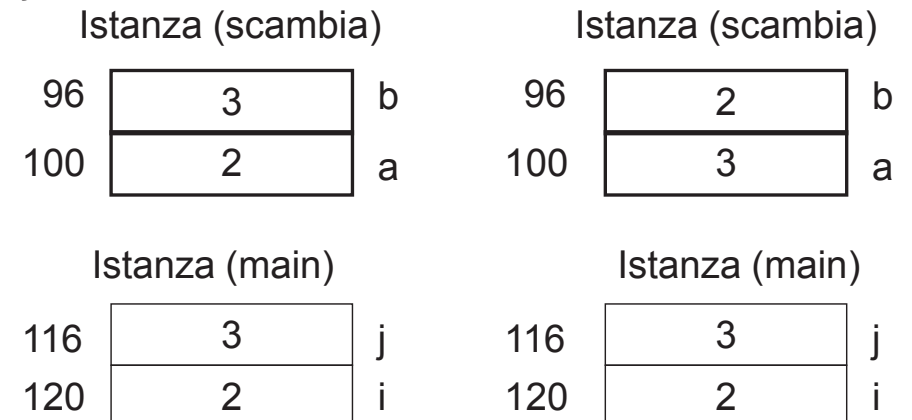 Istanza (scambia) Istanza (scambia)
96 3 b 96 2 b
100 2 a 100 3 a
Istanza (main) Istanza (main)
116 3 j 116 3 j
120 2 i 120 2 i